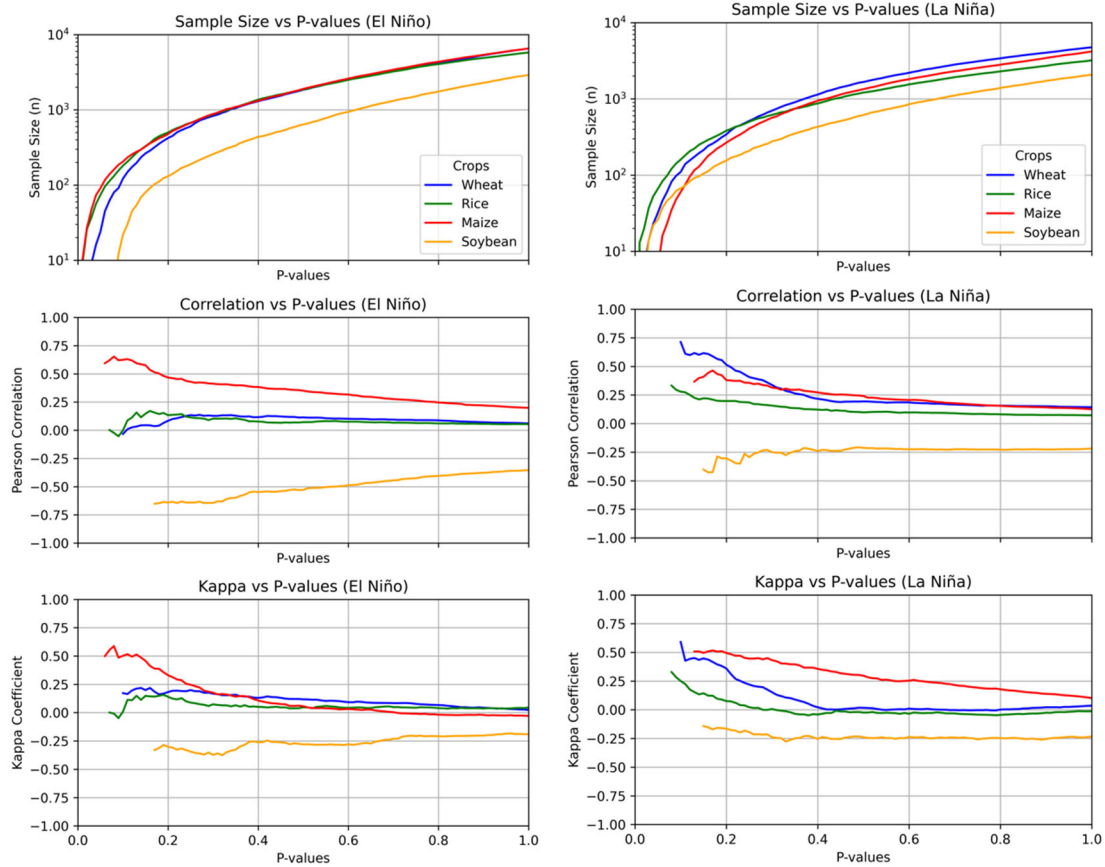 Sample Size vs P-values (El Niño)
10⁴
10³
10²
10¹
Sample Size (n)
Crops
Wheat
Rice
Maize
Soybean
P-values
Sample Size vs P-values (La Niña)
10⁴
10³
10²
10¹
Sample Size (n)
Crops
Wheat
Rice
Maize
Soybean
P-values
Correlation vs P-values (El Niño)
1.00
0.75
0.50
0.25
0.00
−0.25
−0.50
−0.75
−1.00
Pearson Correlation
P-values
Correlation vs P-values (La Niña)
1.00
0.75
0.50
0.25
0.00
−0.25
−0.50
−0.75
−1.00
Pearson Correlation
P-values
Kappa vs P-values (El Niño)
1.00
0.75
0.50
0.25
0.00
−0.25
−0.50
−0.75
−1.00
Kappa Coefficient
0.0 0.2 0.4 0.6 0.8 1.0
P-values
Kappa vs P-values (La Niña)
1.00
0.75
0.50
0.25
0.00
−0.25
−0.50
−0.75
−1.00
Kappa Coefficient
0.0 0.2 0.4 0.6 0.8 1.0
P-values